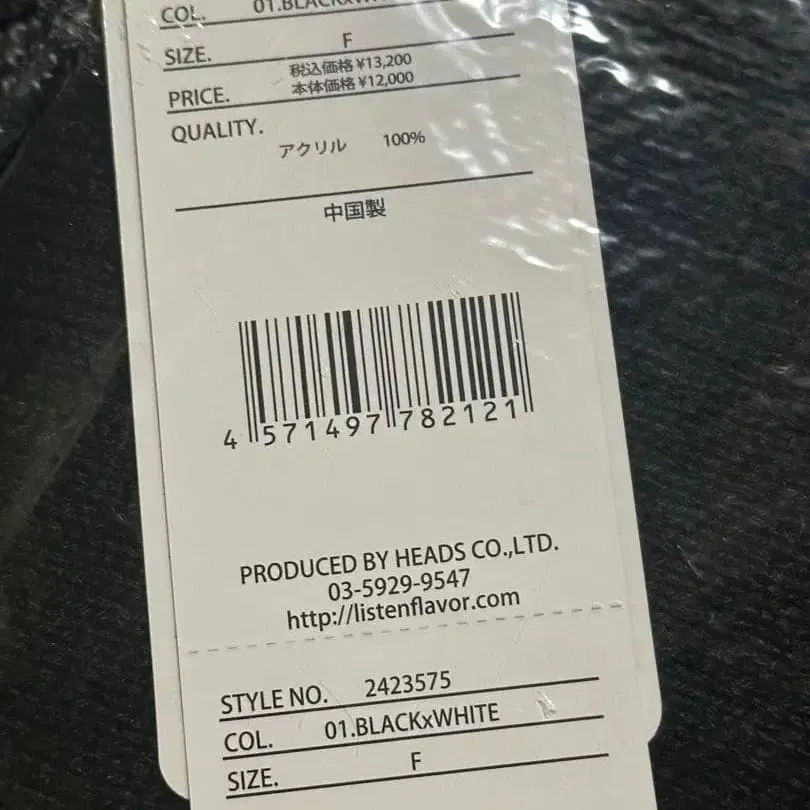 COL. 01.BLACKxWHITE
SIZE. F
税込価格 ¥13,200
PRICE. 本体価格 ¥12,000
QUALITY.
アクリル 100%
中国製
4 571497 782121
PRODUCED BY HEADS CO.,LTD.
03-5929-9547
http://listenflavor.com
STYLE NO. 2423575
COL. 01.BLACKxWHITE
SIZE. F